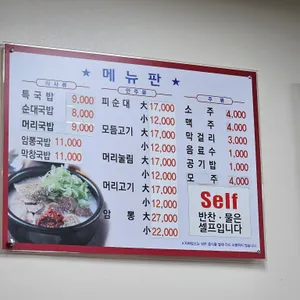 ★ 메뉴판 ★
식사류
특국밥 9,000
순대국밥 8,000
머리국밥 9,000
암뽕국밥 11,000
막창국밥 11,000
안주류
피순대 大 17,000
小 12,000
모듬고기 大 17,000
小 12,000
머리눌림 大 17,000
小 12,000
머리고기 大 17,000
小 12,000
암뽕 大 27,000
小 22,000
주류
소주 4,000
맥주 4,000
막걸리 3,000
음료수 1,000
공기밥 1,000
모주 4,000
Self
반찬·물은
셀프입니다